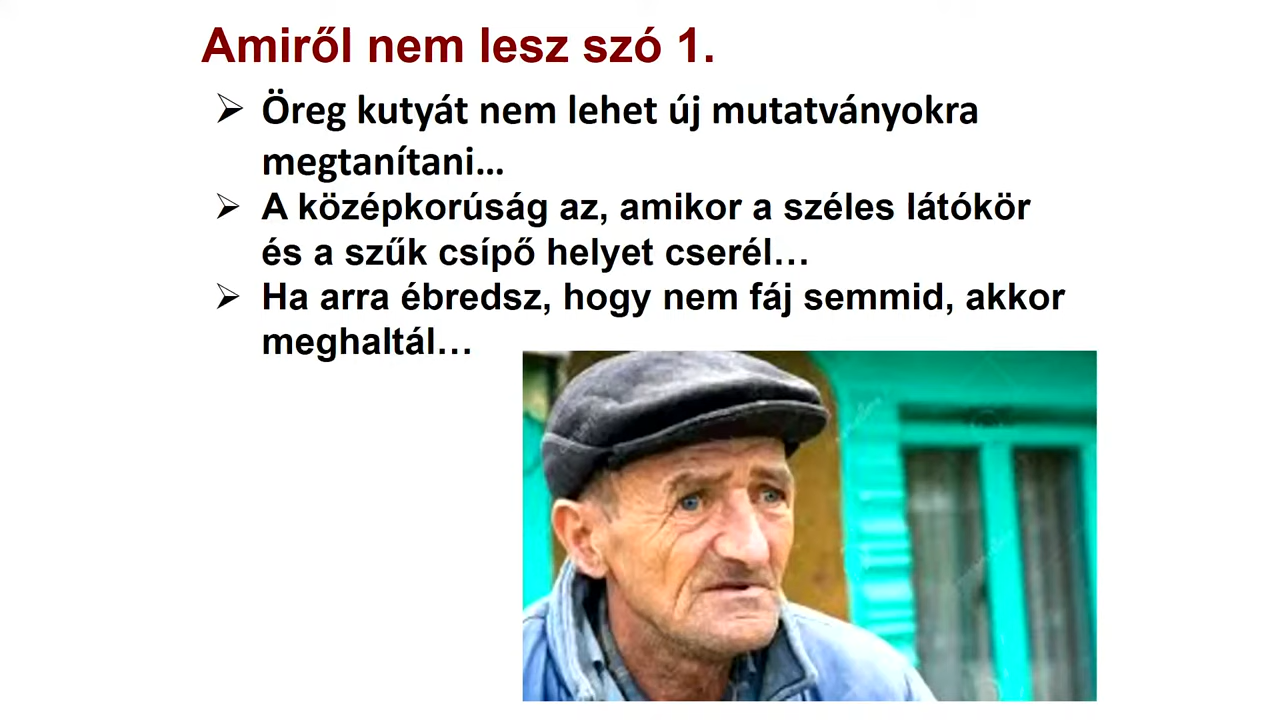 Amiről nem lesz szó 1.
Öreg kutyát nem lehet új mutatványokra
megtanítani...
A középkorúság az, amikor a széles látókör
és a szűk csípő helyet cserél…
Ha arra ébredsz, hogy nem fáj semmid, akkor
meghaltál…